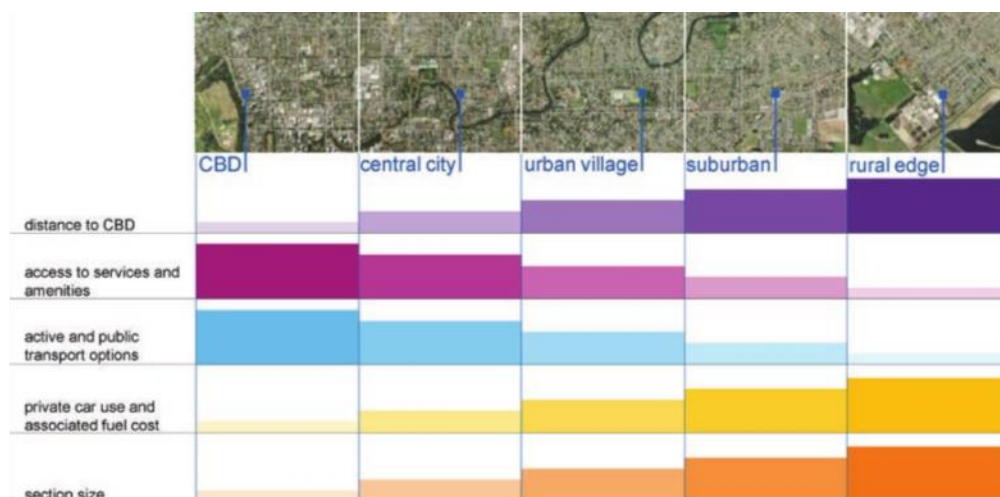 CBD
central city
urban village
suburban
rural edge
distance to CBD
access to services and
amenities
active and public
transport options
private car use and
associated fuel cost
section size